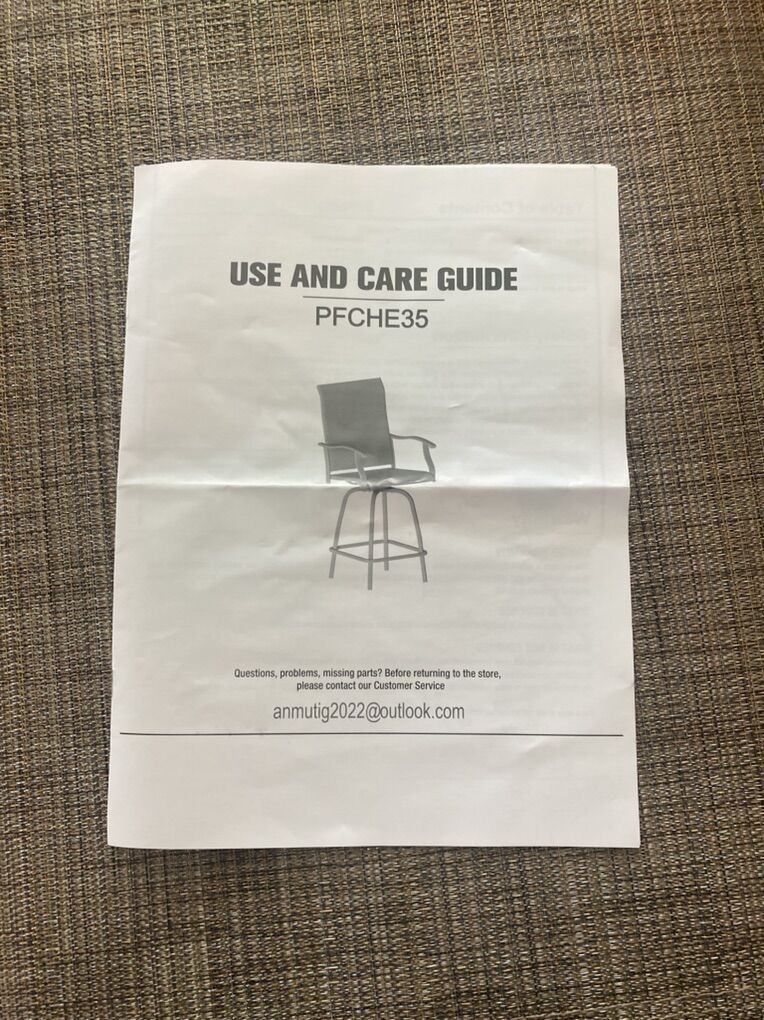 USE AND CARE GUIDE
PFCHE35
Questions, problems, missing parts? Before returning to the store,
please contact our Customer Service
anmutig2022@outlook.com